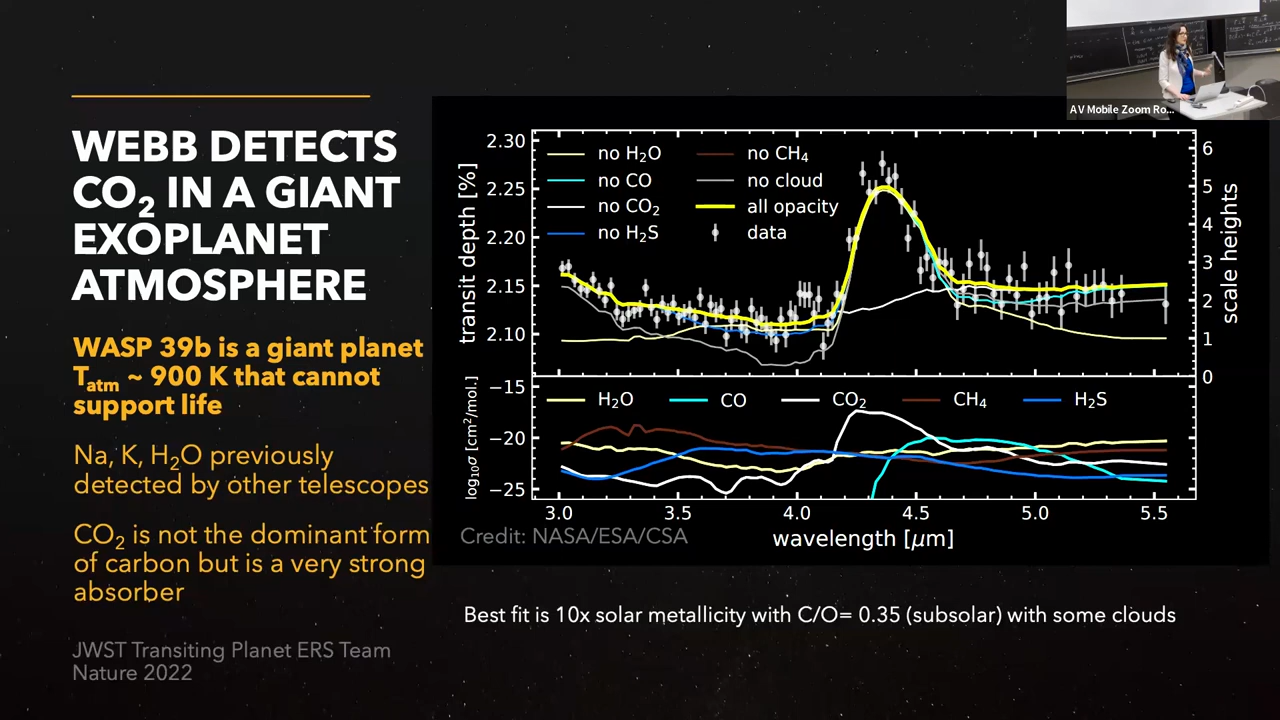 WEBB DETECTS
CO₂ IN A GIANT
EXOPLANET
ATMOSPHERE
WASP 39b is a giant planet
Tatm ~ 900 K that cannot
support life
Na, K, H₂O previously
detected by other telescopes
CO₂ is not the dominant form
of carbon but is a very strong
absorber
JWST Transiting Planet ERS Team
Nature 2022
transit depth [%]
2.30
2.25
2.20
2.15
2.10
no H₂O
no CO
no CO₂
no H₂S
no CH₄
no cloud
all opacity
data
6
5
4
3
2
1
0
scale heights
log₁₀σ [cm²/mol.]
−15
−20
−25
H₂O
CO
CO₂
CH₄
H₂S
3.0
3.5
4.0
4.5
5.0
5.5
wavelength [μm]
Credit: NASA/ESA/CSA
Best fit is 10x solar metallicity with C/O= 0.35 (subsolar) with some clouds
AV Mobile Zoom Ro...